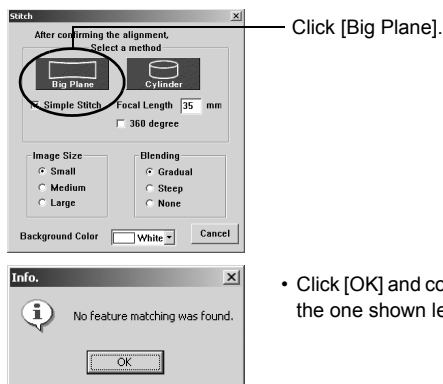 Stitch
After confirming the alignment,
Select a method
Big Plane
Cylinder
Simple Stitch
Focal Length 35 mm
360 degree
Image Size
Small
Medium
Large
Blending
Gradual
Steep
None
Background Color
White
Cancel
Click [Big Plane].
Info.
No feature matching was found.
OK
• Click [OK] and co
the one shown le